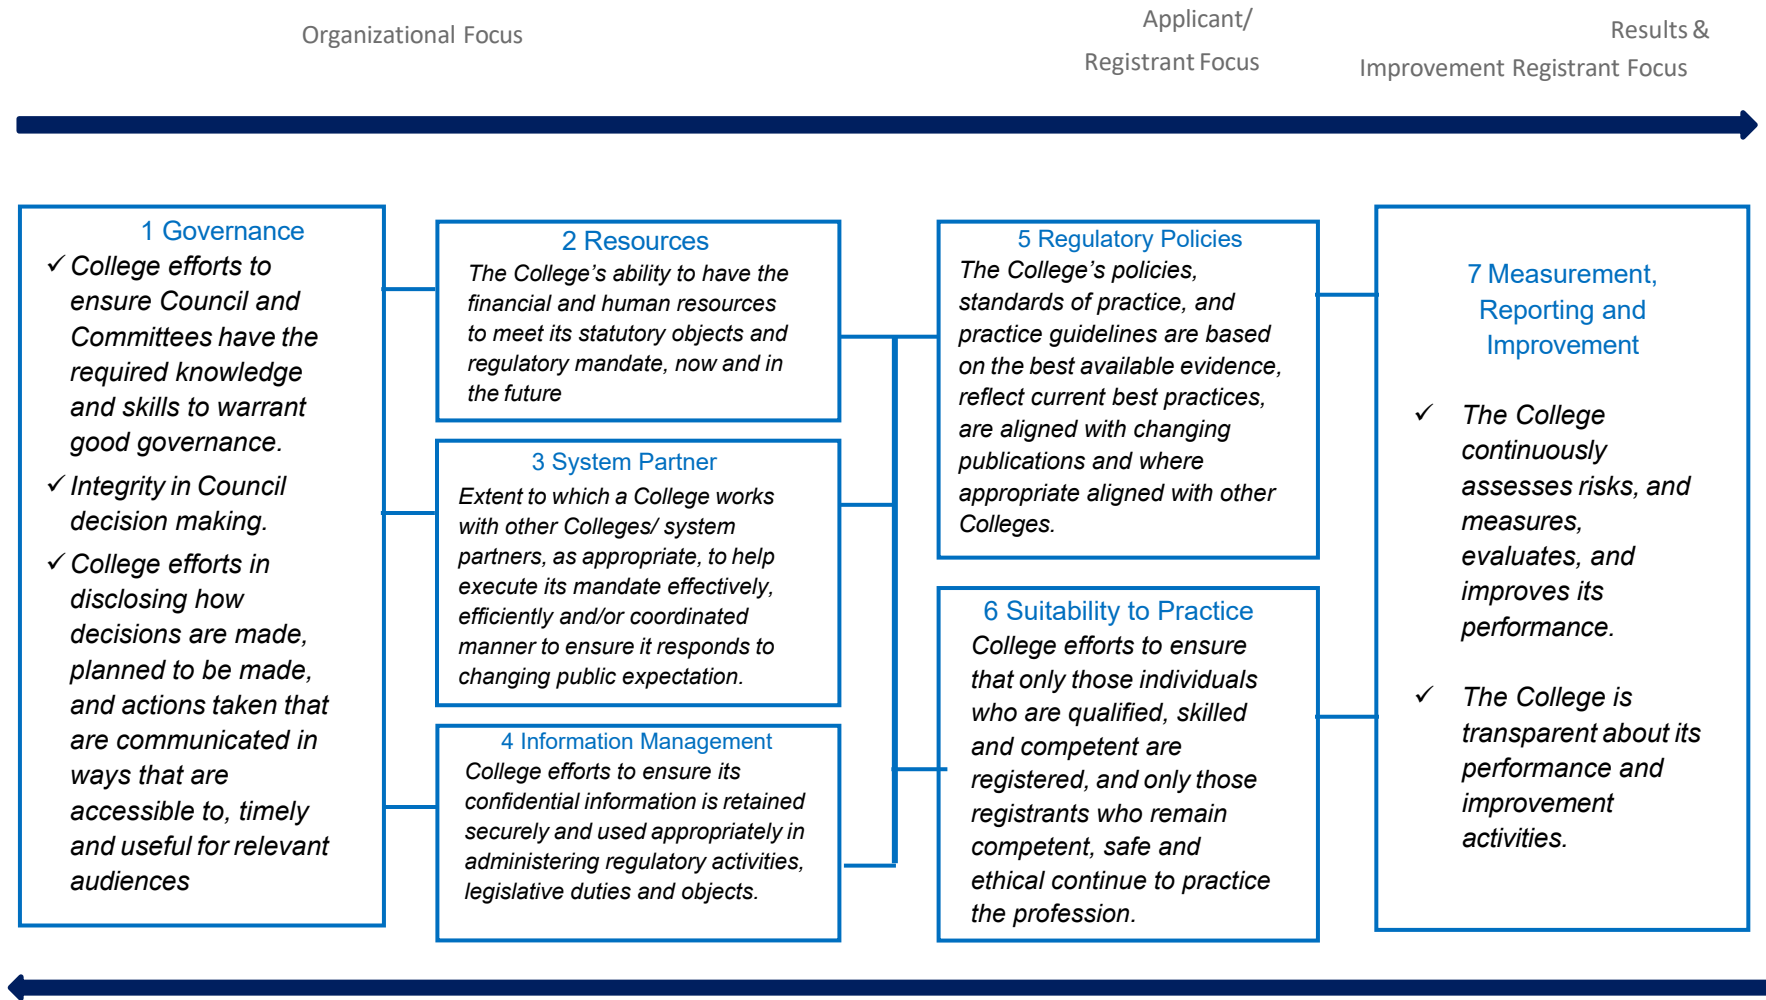 Organizational Focus
Applicant/
Registrant Focus
Results &
Improvement Registrant Focus
1 Governance
✓ College efforts to
ensure Council and
Committees have the
required knowledge
and skills to warrant
good governance.
✓ Integrity in Council
decision making.
✓ College efforts in
disclosing how
decisions are made,
planned to be made,
and actions taken that
are communicated in
ways that are
accessible to, timely
and useful for relevant
audiences
2 Resources
The College’s ability to have the
financial and human resources
to meet its statutory objects and
regulatory mandate, now and in
the future
3 System Partner
Extent to which a College works
with other Colleges/ system
partners, as appropriate, to help
execute its mandate effectively,
efficiently and/or coordinated
manner to ensure it responds to
changing public expectation.
4 Information Management
College efforts to ensure its
confidential information is retained
securely and used appropriately in
administering regulatory activities,
legislative duties and objects.
5 Regulatory Policies
The College’s policies,
standards of practice, and
practice guidelines are based
on the best available evidence,
reflect current best practices,
are aligned with changing
publications and where
appropriate aligned with other
Colleges.
6 Suitability to Practice
College efforts to ensure
that only those individuals
who are qualified, skilled
and competent are
registered, and only those
registrants who remain
competent, safe and
ethical continue to practice
the profession.
7 Measurement,
Reporting and
Improvement
✓ The College
continuously
assesses risks, and
measures,
evaluates, and
improves its
performance.
✓ The College is
transparent about its
performance and
improvement
activities.